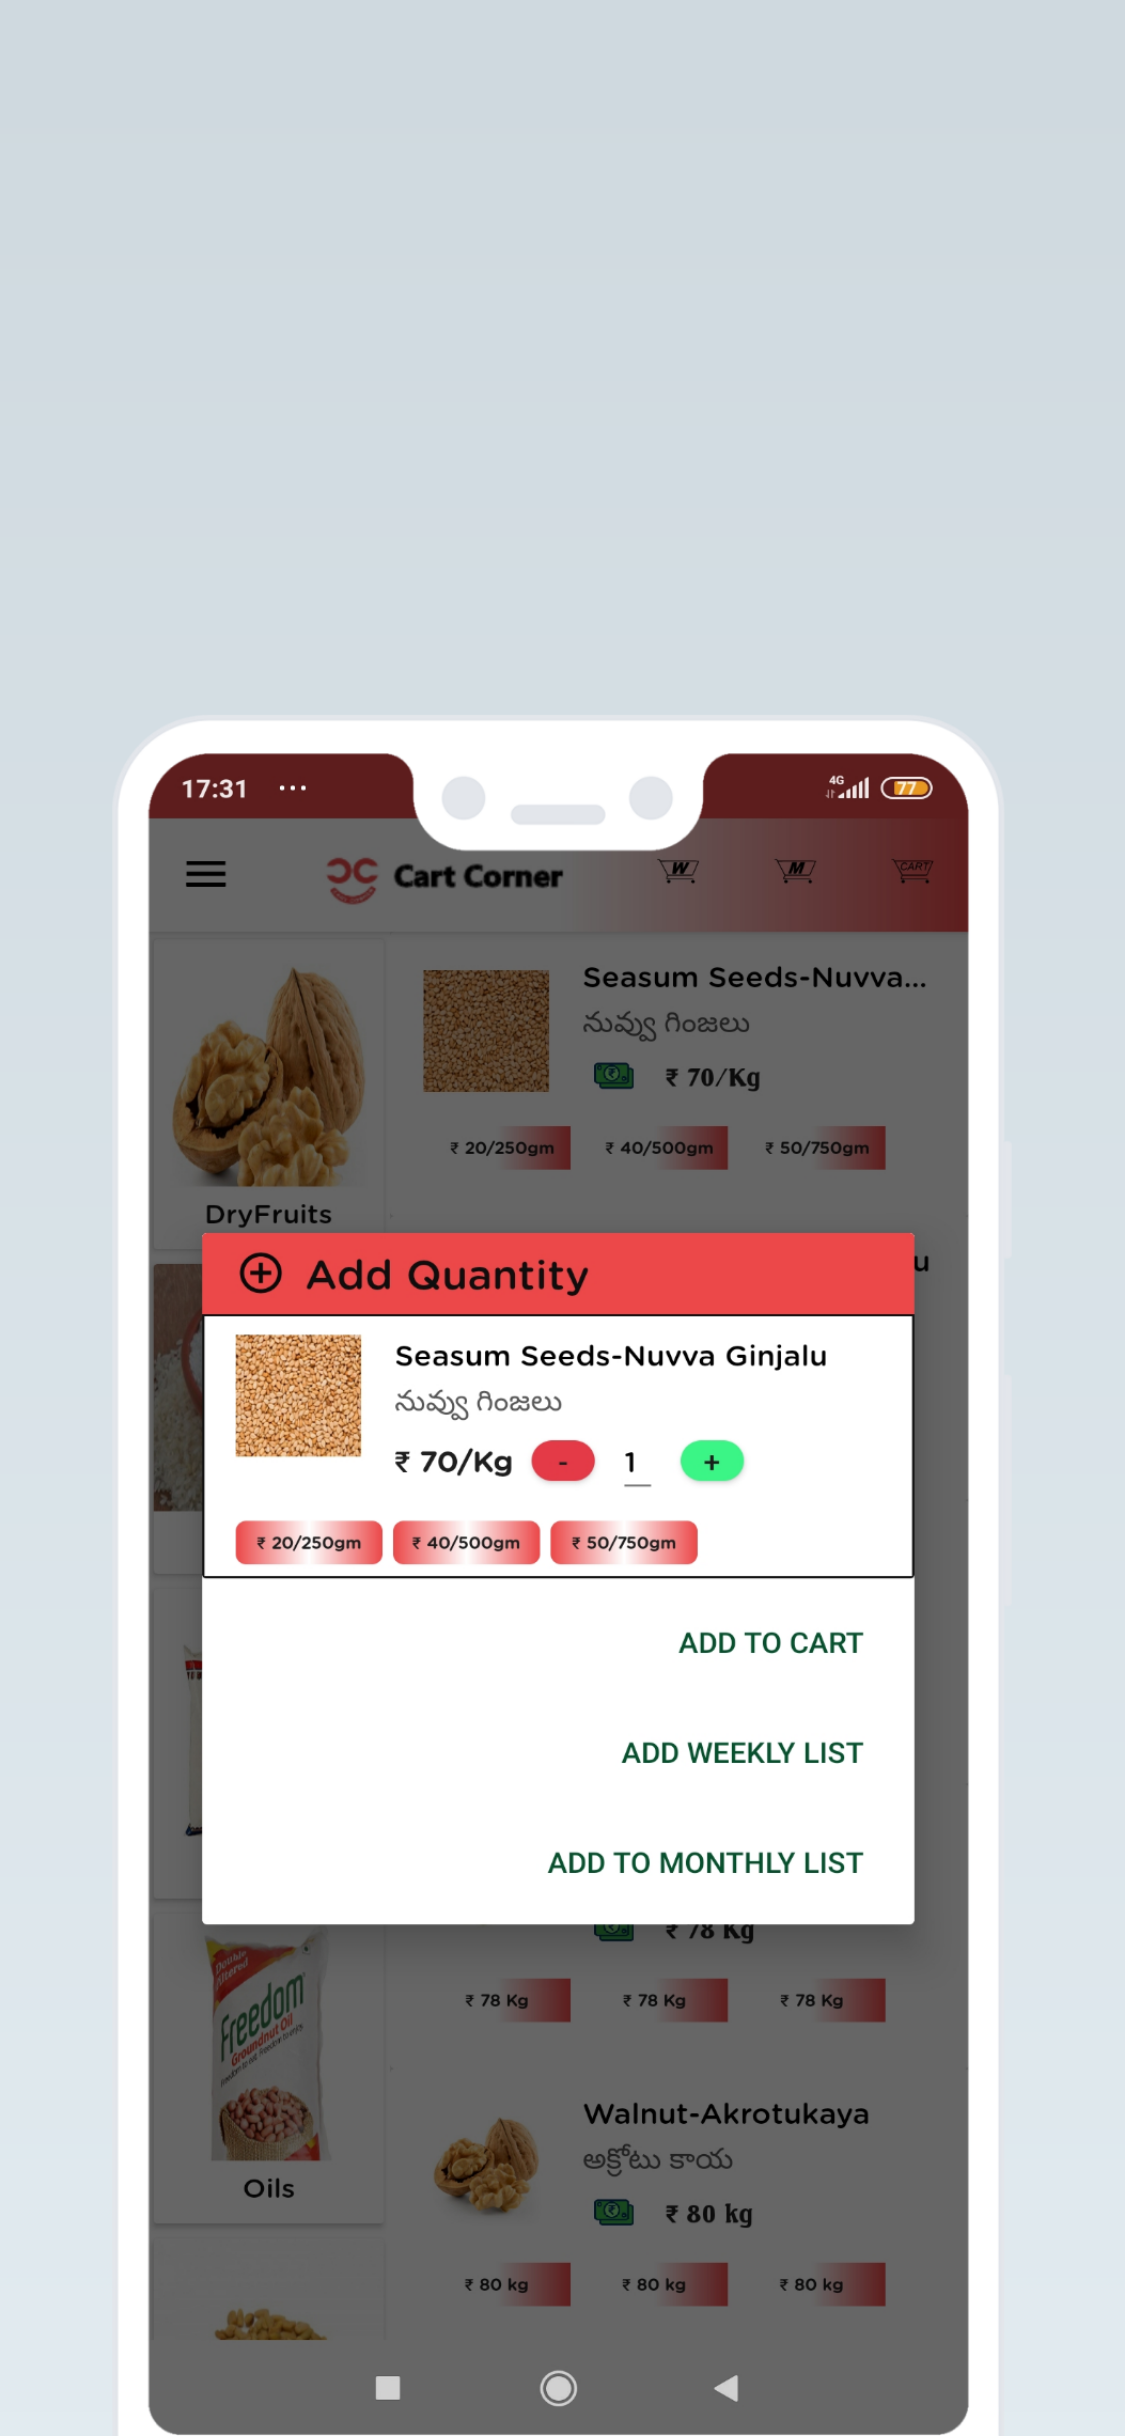 17:31 ...
4G
77
Cart Corner
W
M
CART
Seasum Seeds-Nuvva...
నువ్వు గింజలు
₹ 70/Kg
₹ 20/250gm ₹ 40/500gm ₹ 50/750gm
DryFruits
u
Add Quantity
Seasum Seeds-Nuvva Ginjalu
నువ్వు గింజలు
₹ 70/Kg - 1 +
₹ 20/250gm ₹ 40/500gm ₹ 50/750gm
ADD TO CART
ADD WEEKLY LIST
ADD TO MONTHLY LIST
₹ 78 Kg
₹ 78 Kg ₹ 78 Kg ₹ 78 Kg
Double
Filtered
Freedom
Groundnut Oil
Oils
Walnut-Akrotukaya
అక్రోటు కాయ
₹ 80 kg
₹ 80 kg ₹ 80 kg ₹ 80 kg